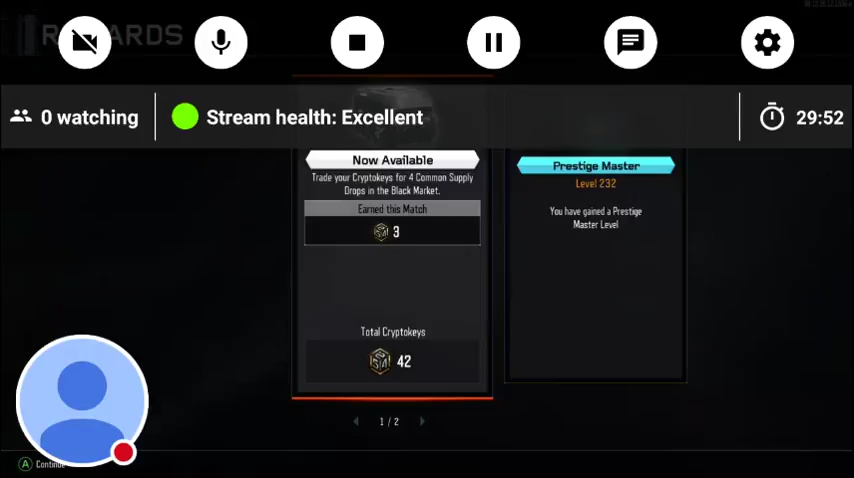 REWARDS
0 watching
Stream health: Excellent
29:52
Now Available
Trade your Cryptokeys for 4 Common Supply
Drops in the Black Market.
Earned this Match
3
Total Cryptokeys
42
1 / 2
Prestige Master
Level 232
You have gained a Prestige
Master Level
A Continue